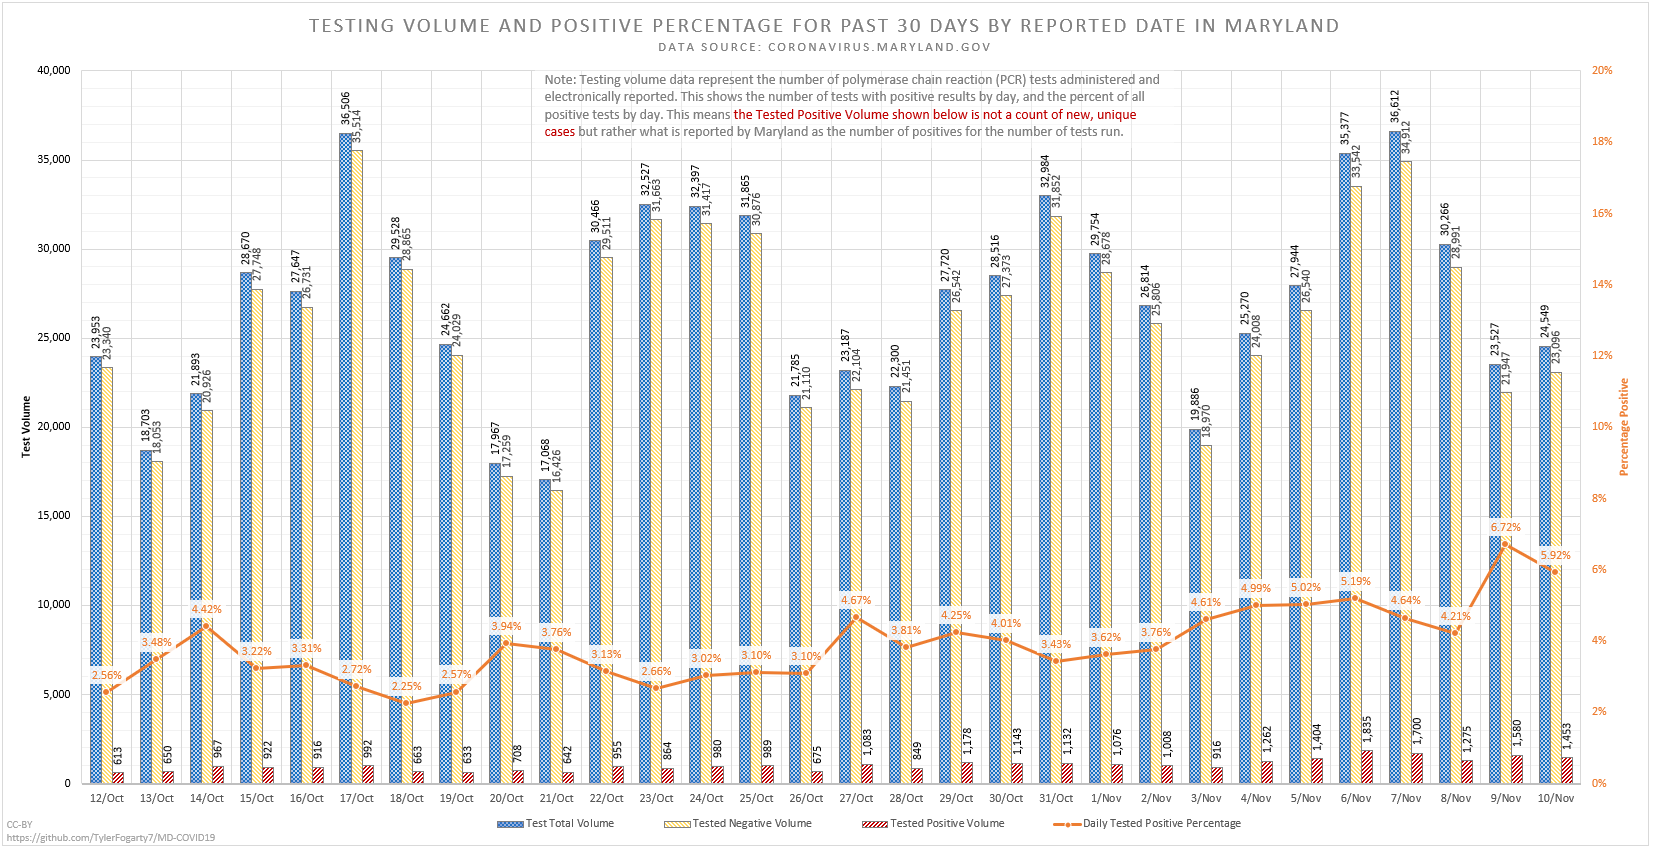 TESTING VOLUME AND POSITIVE PERCENTAGE FOR PAST 30 DAYS BY REPORTED DATE IN MARYLAND
DATA SOURCE: CORONAVIRUS.MARYLAND.GOV
Note: Testing volume data represent the number of polymerase chain reaction (PCR) tests administered and
electronically reported. This shows the number of tests with positive results by day, and the percent of all
positive tests by day. This means the Tested Positive Volume shown below is not a count of new, unique
cases but rather what is reported by Maryland as the number of positives for the number of tests run.
Test Volume
40,000
35,000
30,000
25,000
20,000
15,000
10,000
5,000
0
Percentage Positive
20%
18%
16%
14%
12%
10%
8%
6%
4%
2%
0%
23,953 23,340 2.56% 613 12/Oct
18,703 18,053 3.48% 650 13/Oct
21,893 20,926 4.42% 967 14/Oct
28,670 27,748 3.22% 922 15/Oct
27,647 26,731 3.31% 916 16/Oct
36,506 35,514 2.72% 992 17/Oct
29,528 28,865 2.25% 663 18/Oct
24,662 24,029 2.57% 633 19/Oct
17,967 17,259 3.94% 708 20/Oct
17,068 16,426 3.76% 642 21/Oct
30,466 29,511 3.13% 955 22/Oct
32,527 31,663 2.66% 864 23/Oct
32,397 31,417 3.02% 980 24/Oct
31,865 30,876 3.10% 989 25/Oct
21,785 21,110 3.10% 675 26/Oct
23,187 22,104 4.67% 1,083 27/Oct
22,300 21,451 3.81% 849 28/Oct
27,720 26,542 4.25% 1,178 29/Oct
28,516 27,373 4.01% 1,143 30/Oct
32,984 31,852 3.43% 1,132 31/Oct
29,754 28,678 3.62% 1,076 1/Nov
26,814 25,806 3.76% 1,008 2/Nov
19,886 18,970 4.61% 916 3/Nov
25,270 24,008 4.99% 1,262 4/Nov
27,944 26,540 5.02% 1,404 5/Nov
35,377 33,542 5.19% 1,835 6/Nov
36,612 34,912 4.64% 1,700 7/Nov
30,266 28,991 4.21% 1,275 8/Nov
23,527 21,947 6.72% 1,580 9/Nov
24,549 23,096 5.92% 1,453 10/Nov
Test Total Volume
Tested Negative Volume
Tested Positive Volume
Daily Tested Positive Percentage
CC-BY
https://github.com/TylerFogarty7/MD-COVID19